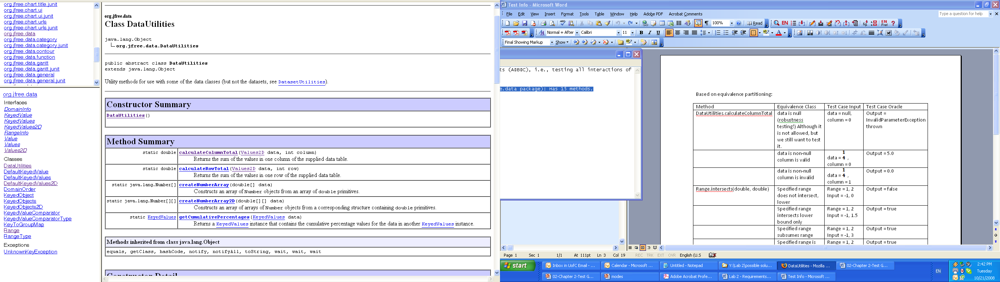 org.jfree.chart.title.junit
org.jfree.chart.ui
org.jfree.chart.ui.junit
org.jfree.chart.urls
org.jfree.chart.urls.junit
org.jfree.data
org.jfree.data.category
org.jfree.data.category.junit
org.jfree.data.contour
org.jfree.data.function
org.jfree.data.gantt
org.jfree.data.gantt.junit
org.jfree.data.general
org.jfree.data.general.junit
org.jfree.data
Interfaces
DomainInfo
KeyedValue
KeyedValues
KeyedValues2D
RangeInfo
Value
Values
Values2D
Classes
DataUtilities
DefaultKeyedValue
DefaultKeyedValues
DefaultKeyedValues2D
DomainOrder
KeyedObject
KeyedObjects
KeyedObjects2D
KeyedValueComparator
KeyedValueComparatorType
KeyToGroupMap
Range
RangeType
Exceptions
UnknownKeyException
org.jfree.data
Class DataUtilities
java.lang.Object
org.jfree.data.DataUtilities
public abstract class DataUtilities
extends java.lang.Object
Utility methods for use with some of the data classes (but not the datasets, see DatasetUtilities).
Constructor Summary
DataUtilities()
Method Summary
static double calculateColumnTotal(Values2D data, int column)
Returns the sum of the values in one column of the supplied data table.
static double calculateRowTotal(Values2D data, int row)
Returns the sum of the values in one row of the supplied data table.
static java.lang.Number[] createNumberArray(double[] data)
Constructs an array of Number objects from an array of double primitives.
static java.lang.Number[][] createNumberArray2D(double[][] data)
Constructs an array of arrays of Number objects from a corresponding structure containing double primitives.
static KeyedValues getCumulativePercentages(KeyedValues data)
Returns a KeyedValues instance that contains the cumulative percentage values for the data in another KeyedValues instance.
Methods inherited from class java.lang.Object
equals, getClass, hashCode, notify, notifyAll, toString, wait, wait, wait
Constructor Detail
Test Info - Microsoft Word
File Edit View Insert Format Tools Table Window Help Adobe PDF Acrobat Comments
Type a question for help
100% Read EN EN Fref
Normal + After Calibri 11 B I U
Final Showing Markup Show
ts (A▯B▯C), i.e., testing all interactions of
e.data package): Has 15 methods.
Based on equivalence partitioning:
Method Equivalence Class Test Case Input Test Case Oracle
DataUtilities.calculateColumnTotal data is null data = null, Output =
(robustness column = 0 InvalidParameterException
testing!) Although it thrown
is not allowed, but
we still want to test
it.
data is non-null 1 Output = 5.0
column is valid data = 4 ,
column = 0
data is non-null 1 Output = 0.0
column is invalid data = 4 ,
column = 1
Range.intersects(double, double) Specified range Range = 1, 2 Output = false
does not intersect, Input = -1, 0
lower
Specified range Range = 1, 2 Output = true
intersects lower Input = -1, 1.5
bound only
Specified range Range = 1, 2 Output = true
subsumes range Input = -1, 3
Specified range is Range = 1, 2 Output = true
Page 1 Sec 1 1/1 At 111pt Ln 3 Col 19 REC TRK EXT OVR English (U.S
start
Inbox in UofC Email - ... Calendar - Microsoft ... Untitled - Notepad Y:\Lab 2\possible solu... DataUtilities - Mozilla ... 02-Chapter 2-Test G...
02-Chapter 2-Test G... modes Adobe Acrobat Profe... Lab 2 - Requirements... Test Info - Microsoft ...
EN
2:42 PM
Tuesday
10/21/2008